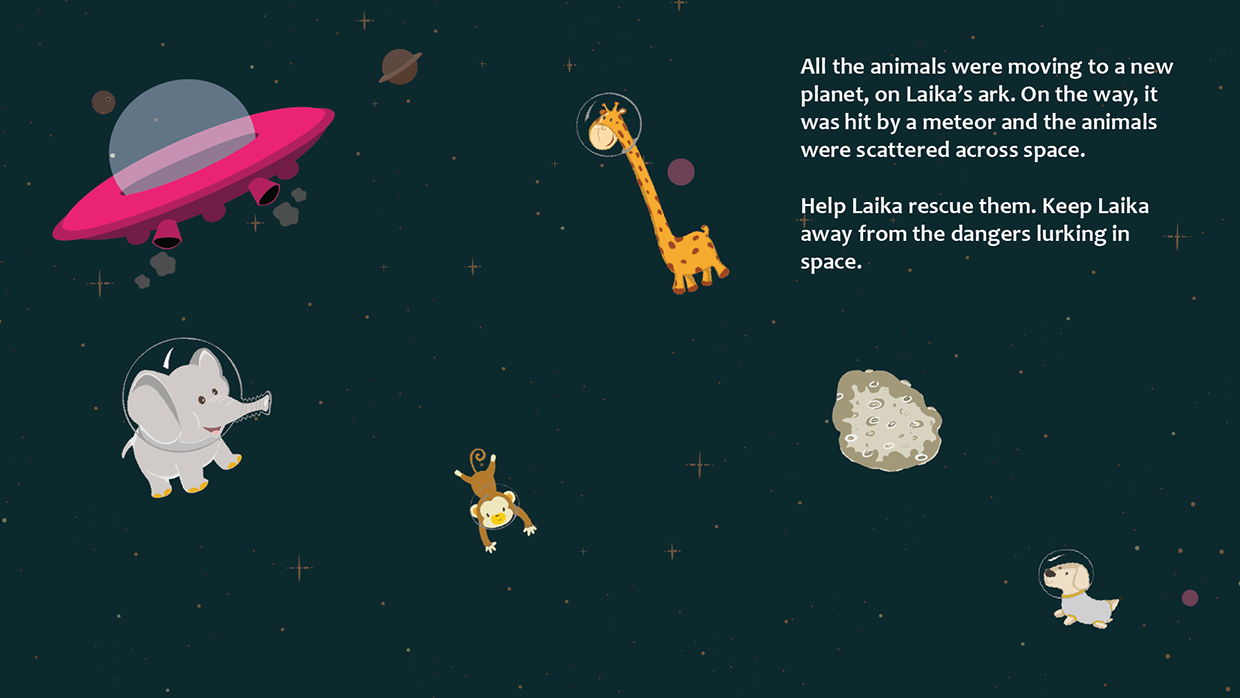 All the animals were moving to a new
planet, on Laika’s ark. On the way, it
was hit by a meteor and the animals
were scattered across space.
Help Laika rescue them. Keep Laika
away from the dangers lurking in
space.